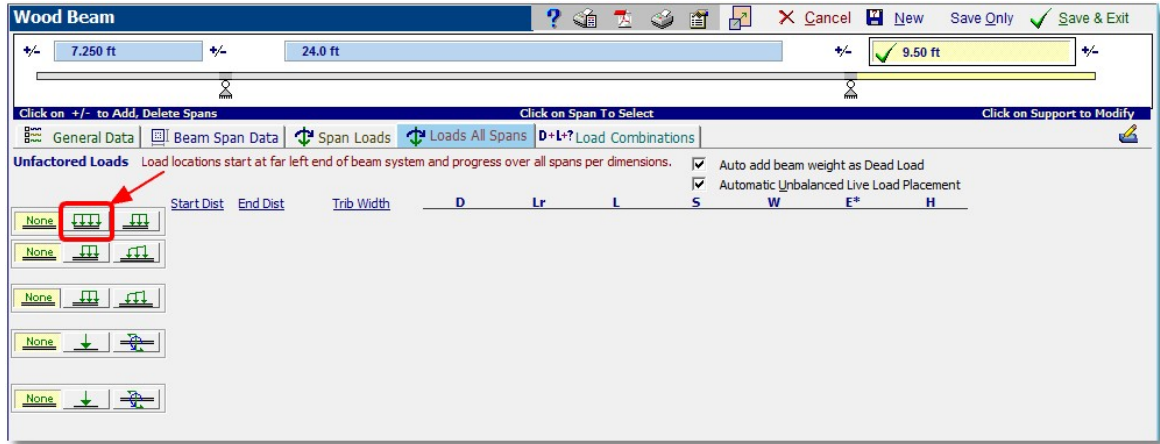 Wood Beam ? Cancel New Save Only Save & Exit
+/- 7.250 ft +/- 24.0 ft +/- 9.50 ft +/-
Click on +/- to Add, Delete Spans Click on Span To Select Click on Support to Modify
General Data Beam Span Data Span Loads Loads All Spans D+L+? Load Combinations
Unfactored Loads Load locations start at far left end of beam system and progress over all spans per dimensions. Auto add beam weight as Dead Load
Automatic Unbalanced Live Load Placement
Start Dist End Dist Trib Width D Lr L S W E* H
None
None
None
None
None